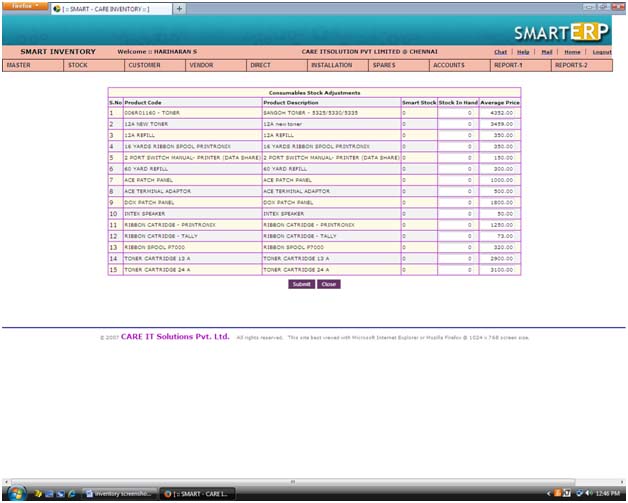 Firefox
[ :: SMART - CARE INVENTORY :: ]
SMARTERP
SMART INVENTORY Welcome :: HARIHARAN S CARE ITSOLUTION PVT LIMITED @ CHENNAI Chat | Help | Mail | Home | Logout
MASTER STOCK CUSTOMER VENDOR DIRECT INSTALLATION SPARES ACCOUNTS REPORT-1 REPORTS-2
Consumables Stock Adjustments
S.No Product Code Product Description Smart Stock Stock In Hand Average Price
1 006R01160 - TONER SANGOH TONER - 5325/5330/5335 0 0 4352.00
2 12A NEW TONER 12A new toner 0 0 3459.00
3 12A REFILL 12A REFILL 0 0 350.00
4 16 YARDS RIBBON SPOOL PRINTRONIX 16 YARDS RIBBON SPOOL PRINTRONIX 0 0 350.00
5 2 PORT SWITCH MANUAL- PRINTER (DATA SHARE) 2 PORT SWITCH MANUAL- PRINTER (DATA SHARE) 0 0 150.00
6 60 YARD REFILL 60 YARD REFILL 0 0 300.00
7 ACE PATCH PANEL ACE PATCH PANEL 0 0 1000.00
8 ACE TERMINAL ADAPTOR ACE TERMINAL ADAPTOR 0 0 500.00
9 DOX PATCH PANEL DOX PATCH PANEL 0 0 1800.00
10 INTEX SPEAKER INTEX SPEAKER 0 0 50.00
11 RIBBON CATRIDGE - PRINTRONIX RIBBON CATRIDGE - PRINTRONIX 0 0 1250.00
12 RIBBON CATRIDGE - TALLY RIBBON CATRIDGE - TALLY 0 0 73.00
13 RIBBON SPOOL P7000 RIBBON SPOOL P7000 0 0 320.00
14 TONER CARTRIDGE 13 A TONER CARTRIDGE 13 A 0 0 2900.00
15 TONER CARTRIDGE 24 A TONER CARTRIDGE 24 A 0 0 3100.00
Submit Close
© 2007 CARE IT Solutions Pvt. Ltd. All rights reserved. This site best viewed with Microsoft Internet Explorer or Mozilla Firefox @ 1024 x 768 screen size.
inventory screensho... [ :: SMART - CARE I... 12:46 PM